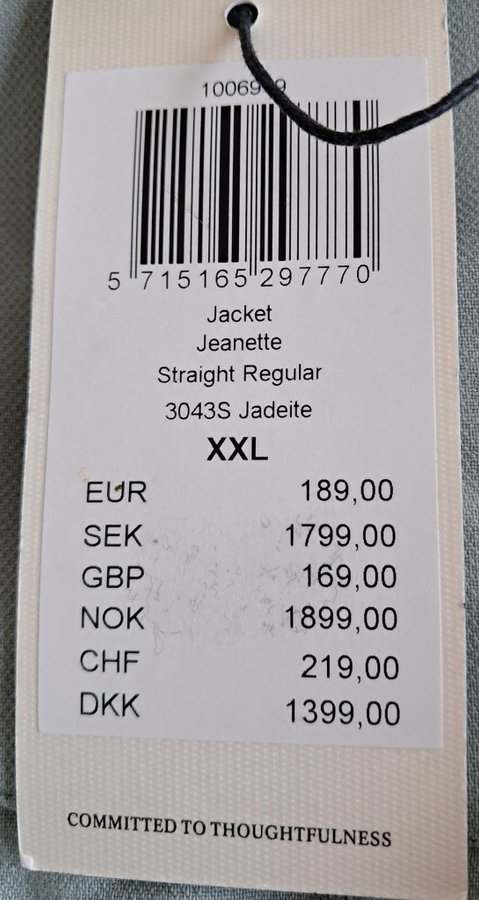 5 715165 297770
Jacket
Jeanette
Straight Regular
3043S Jadeite
XXL
EUR 189,00
SEK 1799,00
GBP 169,00
NOK 1899,00
CHF 219,00
DKK 1399,00
COMMITTED TO THOUGHTFULNESS